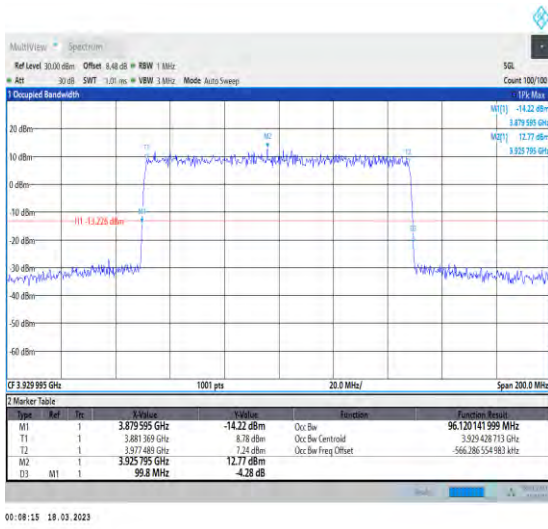 MultiView Spectrum
Ref Level 30.00 dBm Offset 8.48 dB RBW 1 MHz SGL
Att 30 dB SWT 1.01 ms VBW 3 MHz Mode Auto Sweep Count 100/100
1 Occupied Bandwidth 1Pk Max
M1[1] -14.22 dBm
3.879 595 GHz
M2[1] 12.77 dBm
3.925 795 GHz
20 dBm
M2
T1
T2
10 dBm
0 dBm
-10 dBm
M1
H1 -13.226 dBm
-20 dBm
D3
-30 dBm
-40 dBm
-50 dBm
-60 dBm
CF 3.929 995 GHz 1001 pts 20.0 MHz/ Span 200.0 MHz
2 Marker Table
Type Ref Trc X-Value Y-Value Function Function Result
M1 1 3.879 595 GHz -14.22 dBm Occ Bw 96.120 141 999 MHz
T1 1 3.881 369 GHz 8.78 dBm Occ Bw Centroid 3.929 428 713 GHz
T2 1 3.977 489 GHz 7.24 dBm Occ Bw Freq Offset -566.286 554 983 kHz
M2 1 3.925 795 GHz 12.77 dBm
D3 M1 1 99.8 MHz -4.28 dB
00:08:15 18.03.2023